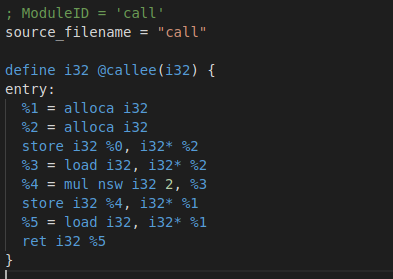 ; ModuleID = 'call'
source_filename = "call"
define i32 @callee(i32) {
entry:
%1 = alloca i32
%2 = alloca i32
store i32 %0, i32* %2
%3 = load i32, i32* %2
%4 = mul nsw i32 2, %3
store i32 %4, i32* %1
%5 = load i32, i32* %1
ret i32 %5
}